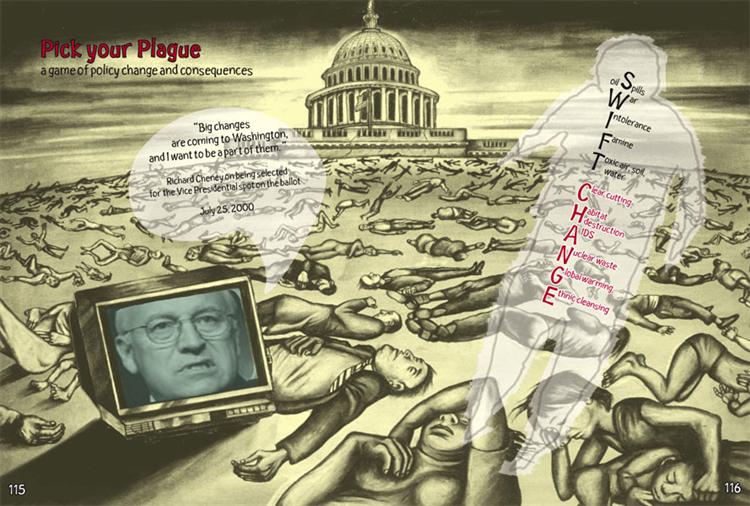 Pick your Plague
a game of policy change and consequences
"Big changes
are coming to Washington,
and I want to be a part of them."
Richard Cheney on being selected
for the Vice Presidential spot on the ballot
July 25, 2000
oil Spills
War
Intolerance
Famine
Toxic air, soil,
water
Clear cutting,
Habitat
destruction
AIDS
Nuclear waste
Global warming,
Ethnic cleansing
115
116